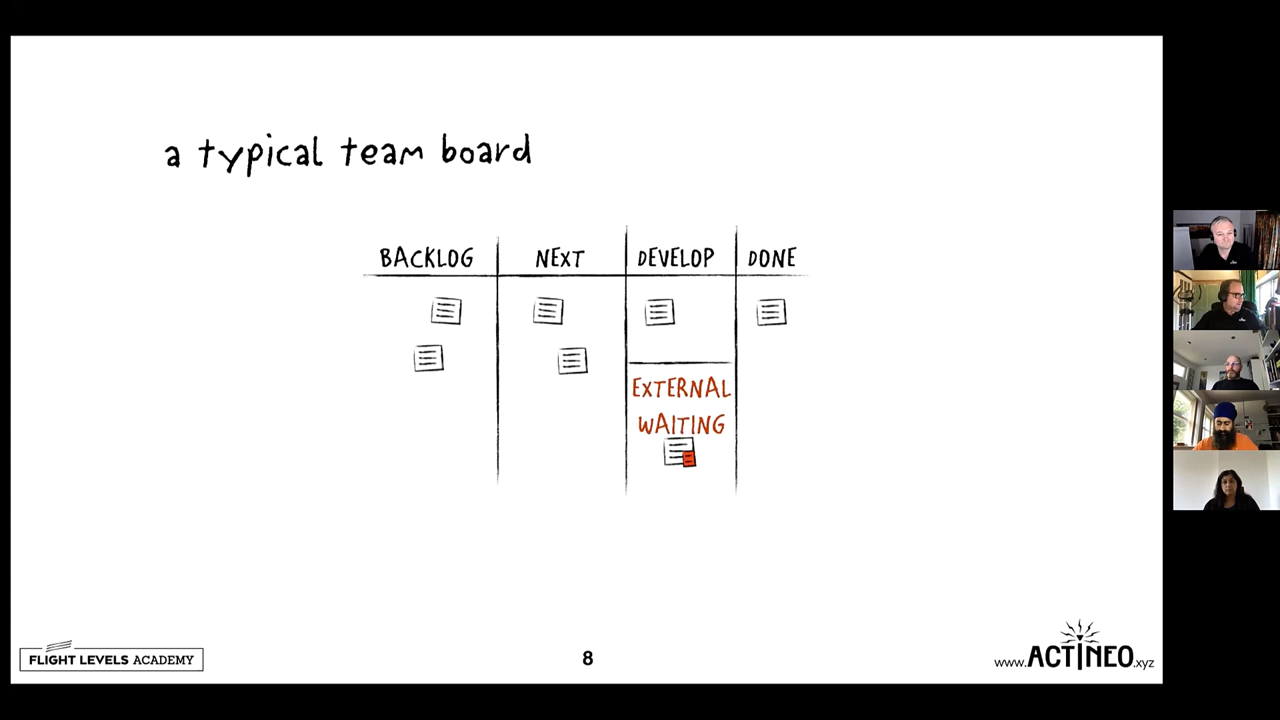 a typical team board
BACKLOG NEXT DEVELOP DONE
EXTERNAL
WAITING
FLIGHT LEVELS ACADEMY
8
www.ACTINEO.xyz